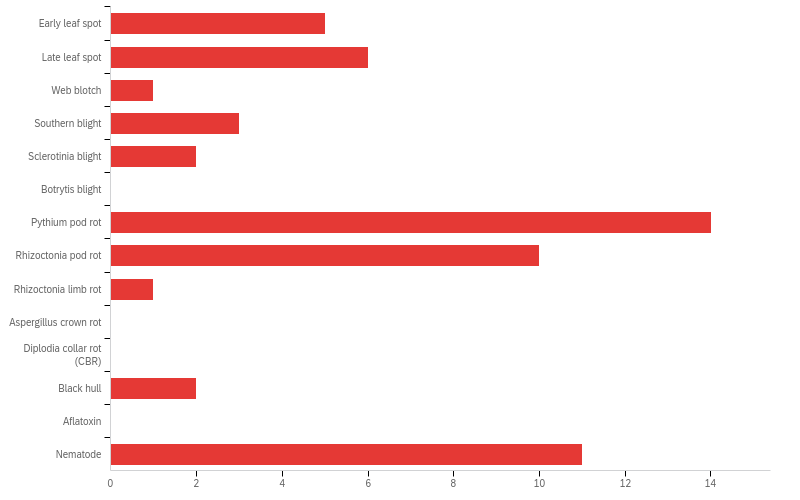 Early leaf spot
Late leaf spot
Web blotch
Southern blight
Sclerotinia blight
Botrytis blight
Pythium pod rot
Rhizoctonia pod rot
Rhizoctonia limb rot
Aspergillus crown rot
Diplodia collar rot
(CBR)
Black hull
Aflatoxin
Nematode
0 2 4 6 8 10 12 14